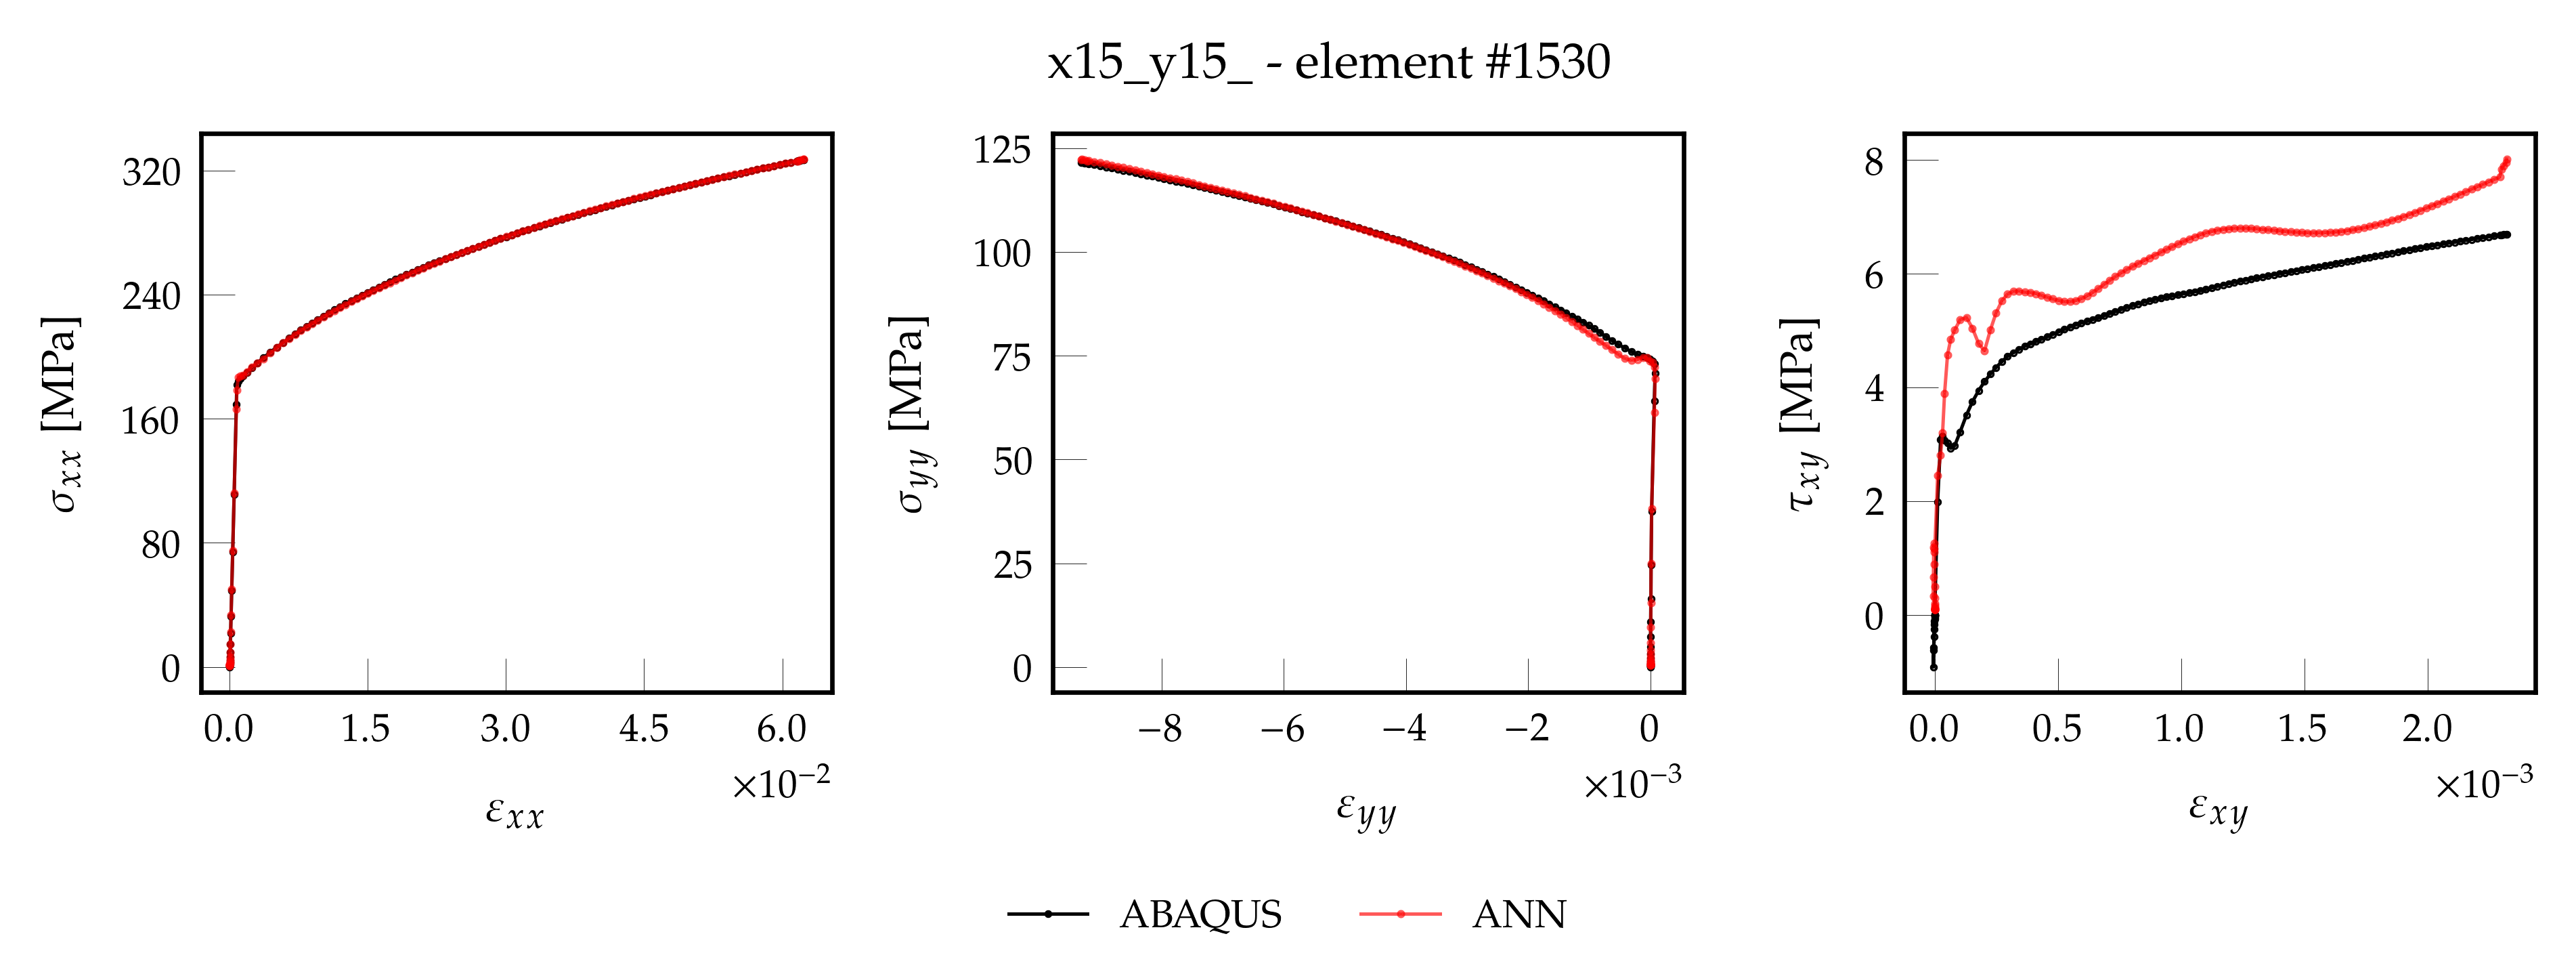 x15_y15_ - element #1530
σxx [MPa]
320
240
160
80
0
0.0 1.5 3.0 4.5 6.0
×10⁻²
εxx
σyy [MPa]
125
100
75
50
25
0
−8 −6 −4 −2 0
×10⁻³
εyy
τxy [MPa]
8
6
4
2
0
0.0 0.5 1.0 1.5 2.0
×10⁻³
εxy
ABAQUS ANN